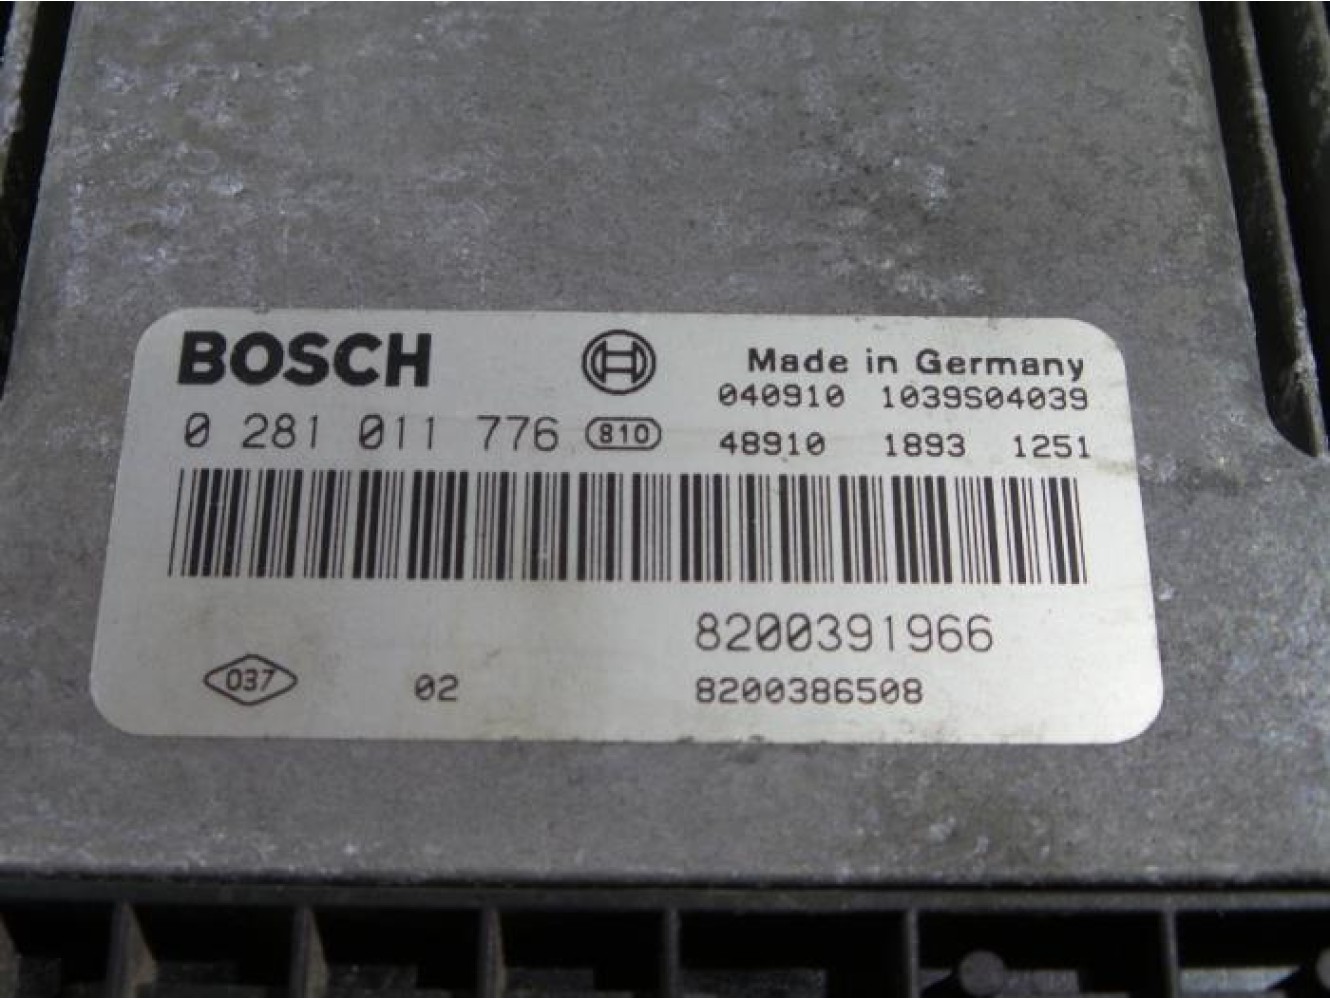 BOSCH
Made in Germany
040910 1039S04039
0 281 011 776 810
48910 1893 1251
8200391966
037 02 8200386508